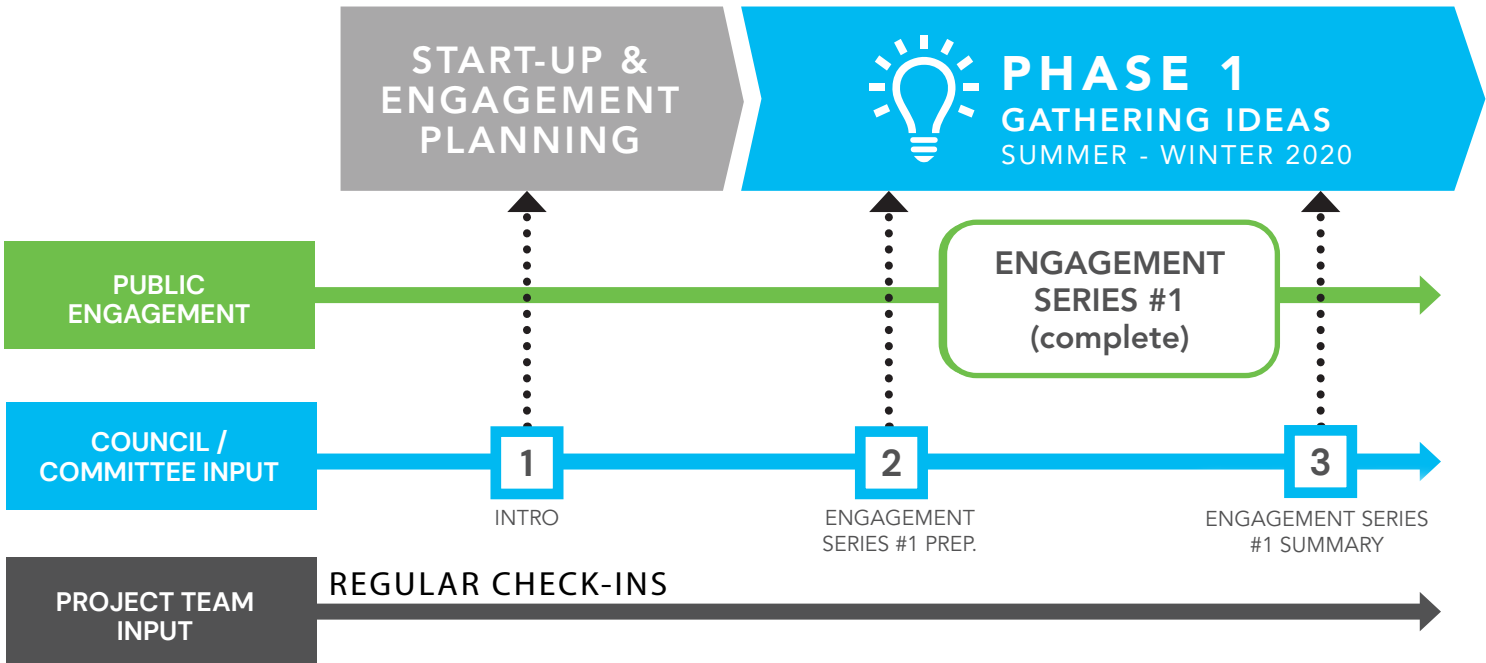 START-UP &
ENGAGEMENT
PLANNING
PHASE 1
GATHERING IDEAS
SUMMER - WINTER 2020
PUBLIC
ENGAGEMENT
ENGAGEMENT
SERIES #1
(complete)
COUNCIL /
COMMITTEE INPUT
1
2
3
INTRO
ENGAGEMENT
SERIES #1 PREP.
ENGAGEMENT SERIES
#1 SUMMARY
PROJECT TEAM
INPUT
REGULAR CHECK-INS